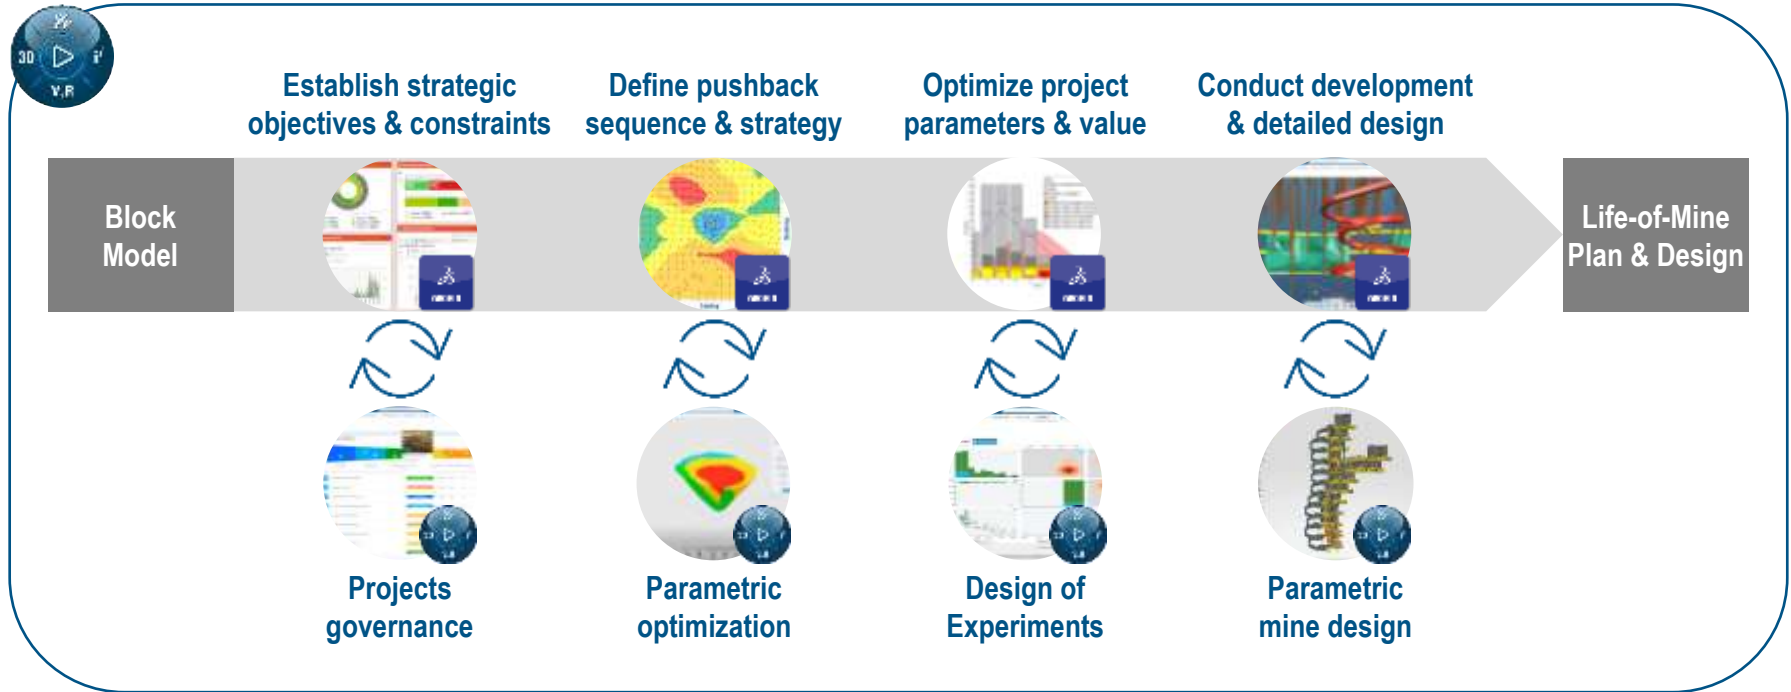 3D
V.R
Establish strategic
objectives & constraints
Define pushback
sequence & strategy
Optimize project
parameters & value
Conduct development
& detailed design
Block
Model
Life-of-Mine
Plan & Design
Projects
governance
Parametric
optimization
Design of
Experiments
Parametric
mine design